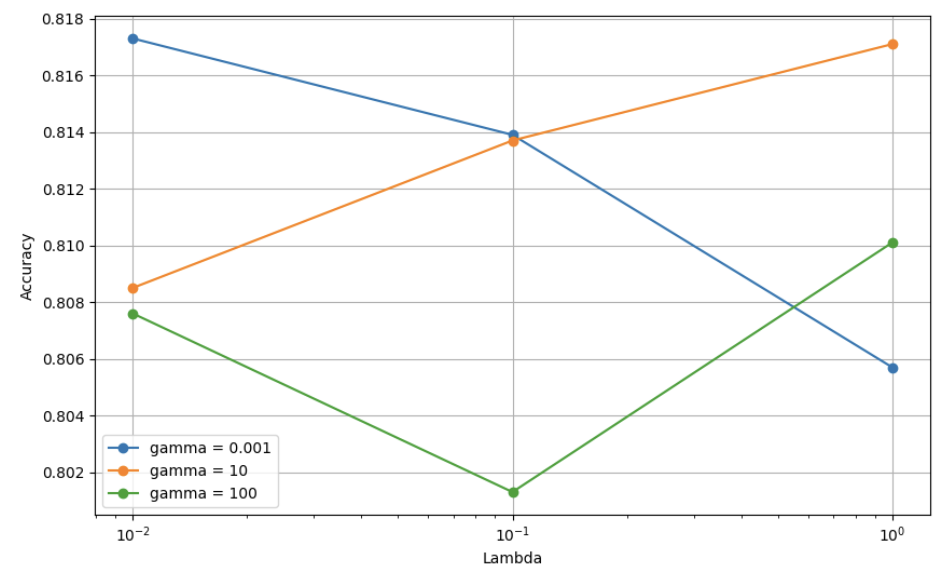 0.818
0.816
0.814
0.812
0.810
0.808
0.806
0.804
0.802
Accuracy
gamma = 0.001
gamma = 10
gamma = 100
10⁻² 10⁻¹ 10⁰
Lambda